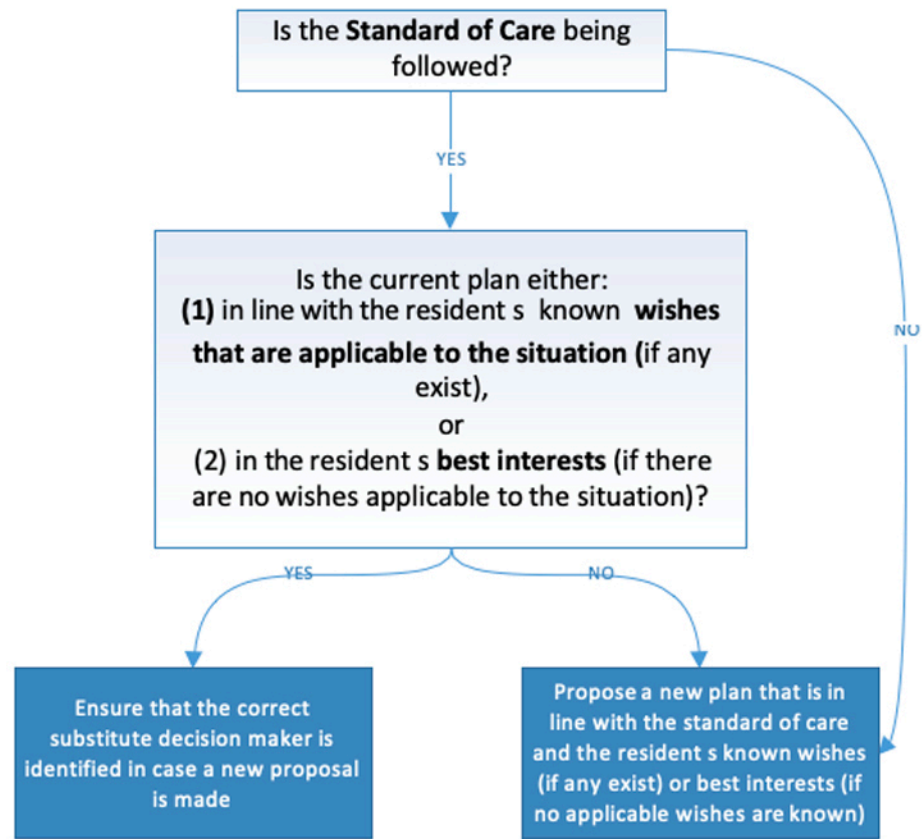 Is the Standard of Care being
followed?
YES
NO
Is the current plan either:
(1) in line with the resident s  known  wishes
that are applicable to the situation (if any
exist),
or
(2) in the resident s best interests (if there
are no wishes applicable to the situation)?
YES
NO
Ensure that the correct
substitute decision maker is
identified in case a new proposal
is made
Propose a new plan that is in
line with the standard of care
and the resident s known wishes
(if any exist) or best interests (if
no applicable wishes are known)